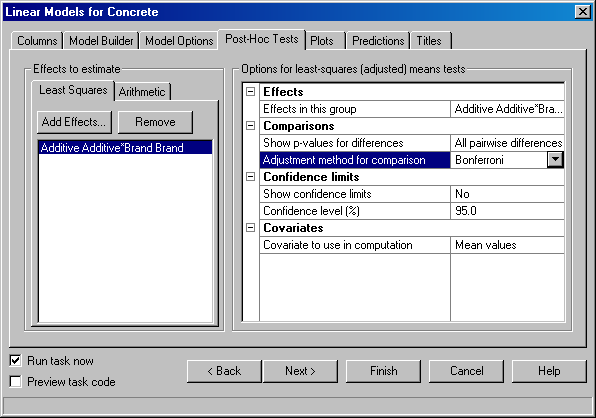 Linear Models for Concrete
Columns Model Builder Model Options Post-Hoc Tests Plots Predictions Titles
Effects to estimate
Least Squares Arithmetic
Add Effects... Remove
Additive Additive*Brand Brand
Options for least-squares (adjusted) means tests
Effects
Effects in this group Additive Additive*Bra...
Comparisons
Show p-values for differences All pairwise differences
Adjustment method for comparison Bonferroni
Confidence limits
Show confidence limits No
Confidence level (%) 95.0
Covariates
Covariate to use in computation Mean values
Run task now
Preview task code
< Back Next > Finish Cancel Help